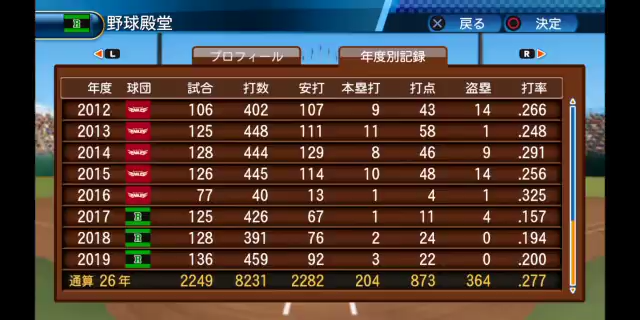 R 野球殿堂 × 戻る ○ 決定
L プロフィール 年度別記録 R
年度 球団 試合 打数 安打 本塁打 打点 盗塁 打率
2012 EAGLES 106 402 107 9 43 14 .266
2013 EAGLES 125 448 111 11 58 1 .248
2014 EAGLES 128 444 129 8 46 9 .291
2015 EAGLES 126 445 114 10 48 14 .256
2016 EAGLES 77 40 13 1 4 1 .325
2017 R 125 426 67 1 11 4 .157
2018 R 128 391 76 2 24 0 .194
2019 R 136 459 92 3 22 0 .200
通算 26年 2249 8231 2282 204 873 364 .277